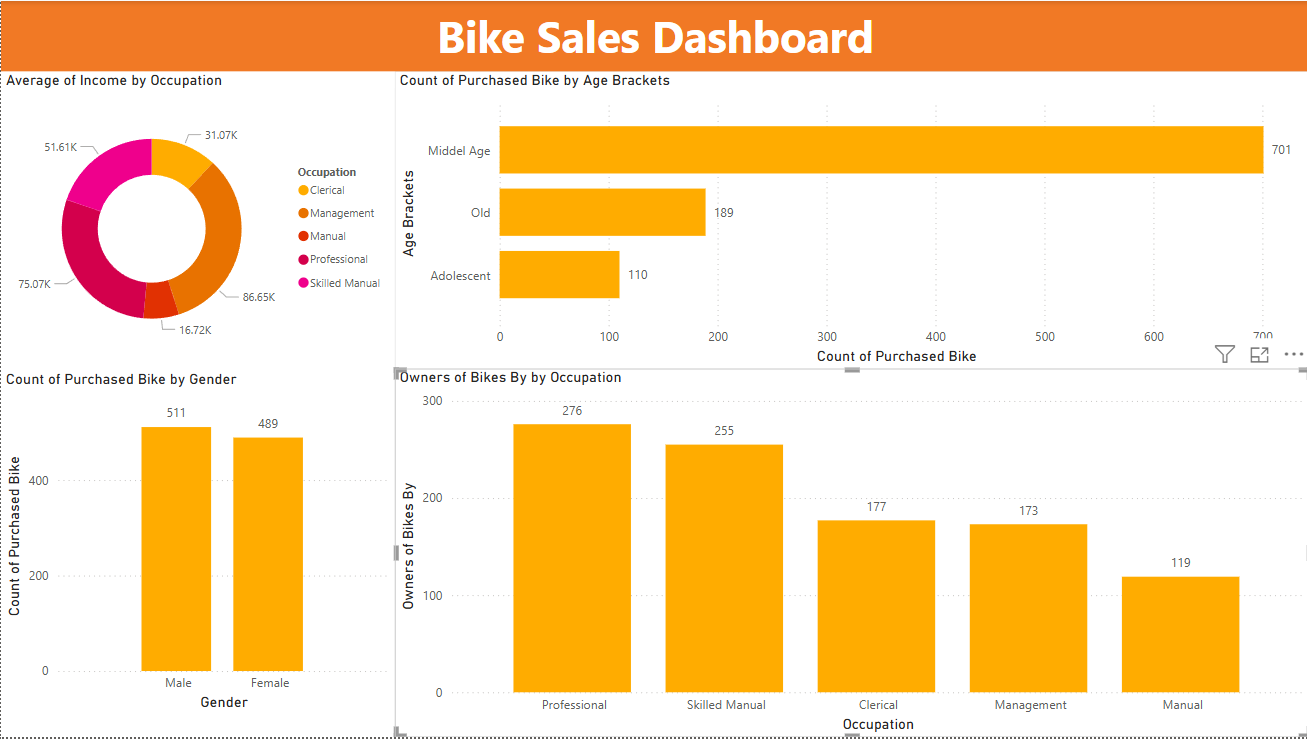 Bike Sales Dashboard
Average of Income by Occupation
31.07K
51.61K
75.07K
86.65K
16.72K
Occupation
Clerical
Management
Manual
Professional
Skilled Manual
Count of Purchased Bike by Age Brackets
Age Brackets
Middel Age
701
Old
189
Adolescent
110
0
100
200
300
400
500
600
700
Count of Purchased Bike
Count of Purchased Bike by Gender
Count of Purchased Bike
511
489
400
200
0
Male
Female
Gender
Owners of Bikes By by Occupation
Owners of Bikes By
300
200
100
0
276
255
177
173
119
Professional
Skilled Manual
Clerical
Management
Manual
Occupation